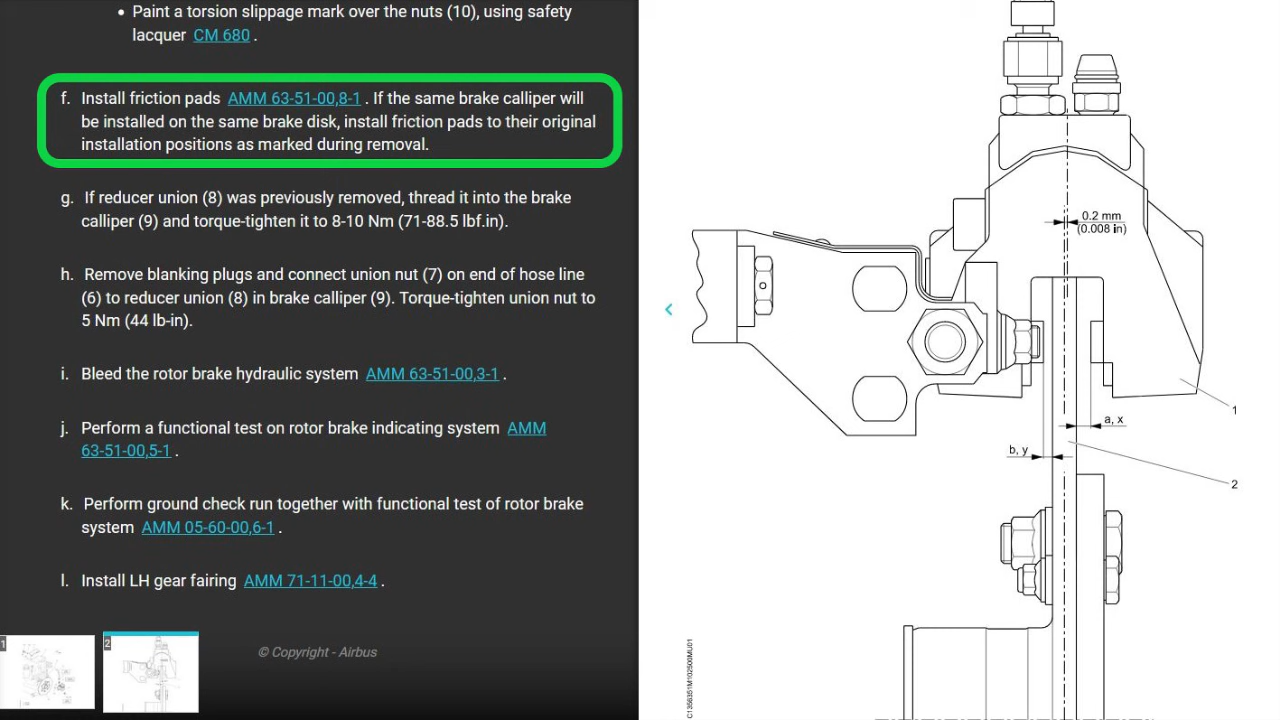 • Paint a torsion slippage mark over the nuts (10), using safety
lacquer CM 680 .
f. Install friction pads AMM 63-51-00,8-1 . If the same brake calliper will
be installed on the same brake disk, install friction pads to their original
installation positions as marked during removal.
g. If reducer union (8) was previously removed, thread it into the brake
calliper (9) and torque-tighten it to 8-10 Nm (71-88.5 lbf.in).
h. Remove blanking plugs and connect union nut (7) on end of hose line
(6) to reducer union (8) in brake calliper (9). Torque-tighten union nut to
5 Nm (44 lb-in).
i. Bleed the rotor brake hydraulic system AMM 63-51-00,3-1 .
j. Perform a functional test on rotor brake indicating system AMM
63-51-00,5-1 .
k. Perform ground check run together with functional test of rotor brake
system AMM 05-60-00,6-1 .
l. Install LH gear fairing AMM 71-11-00,4-4 .
1
2
© Copyright - Airbus
0.2 mm
(0.008 in)
1
a, x
b, y
2